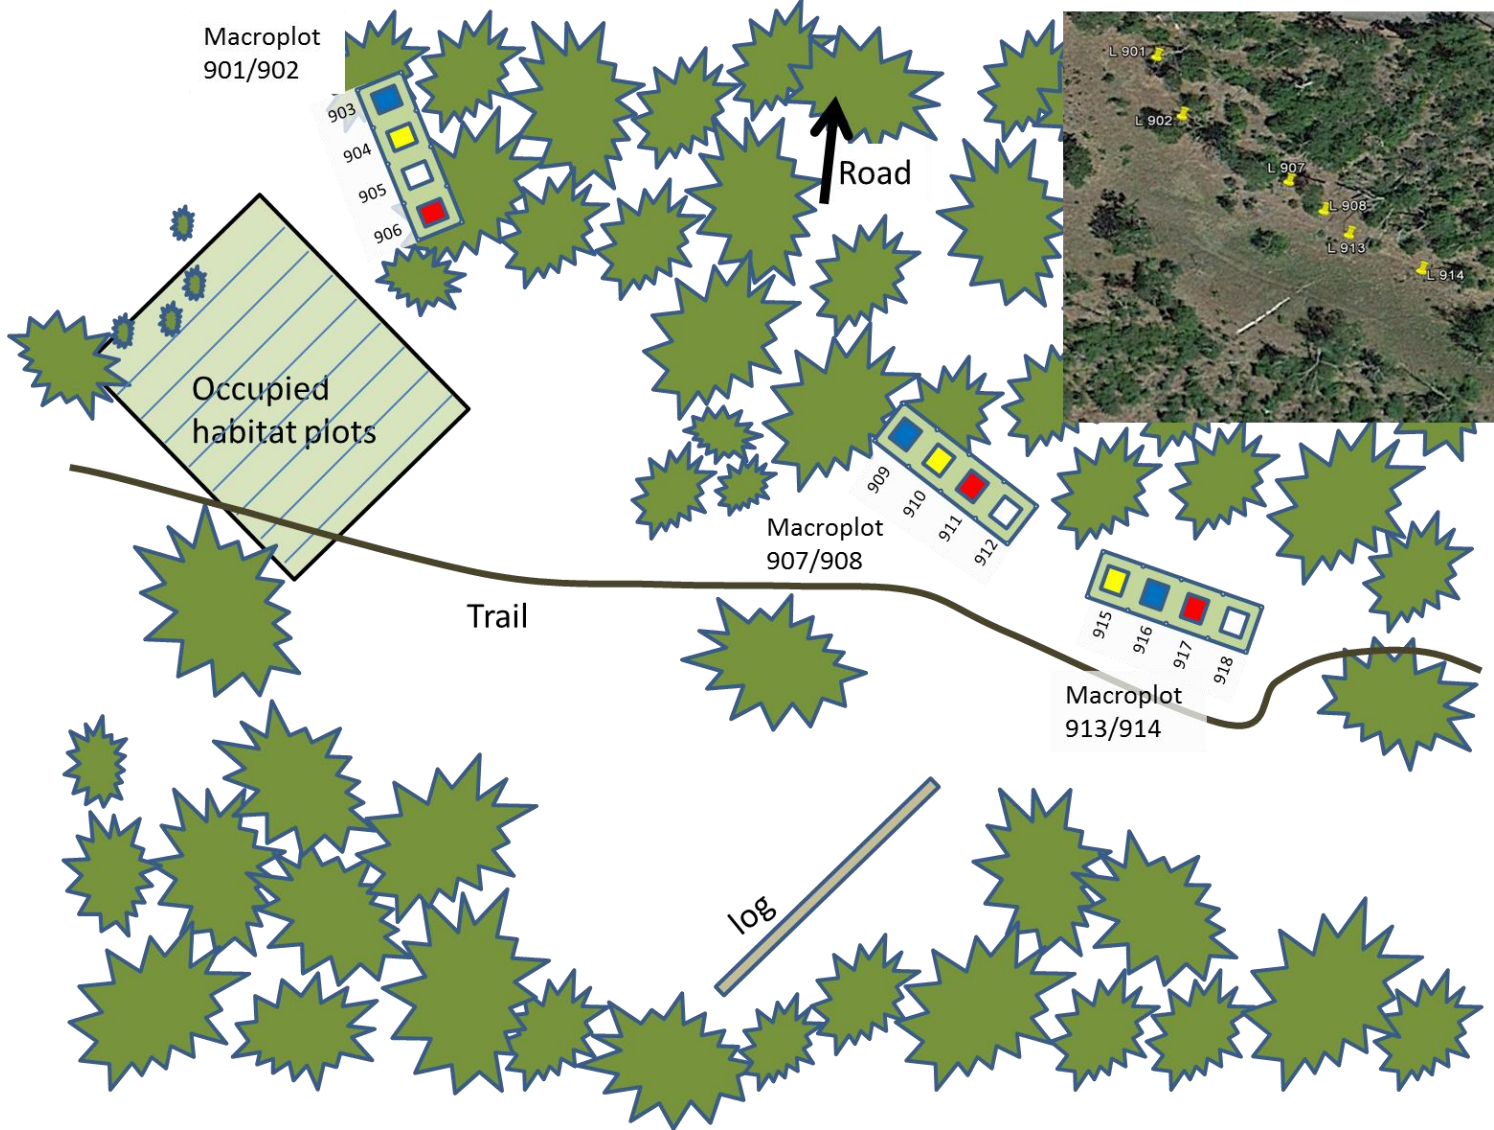 Macroplot
901/902
903
904
905
906
Road
L 901
L 902
L 907
L 908
L 913
L 914
Occupied
habitat plots
909
910
911
912
Macroplot
907/908
Trail
915
916
917
918
Macroplot
913/914
log